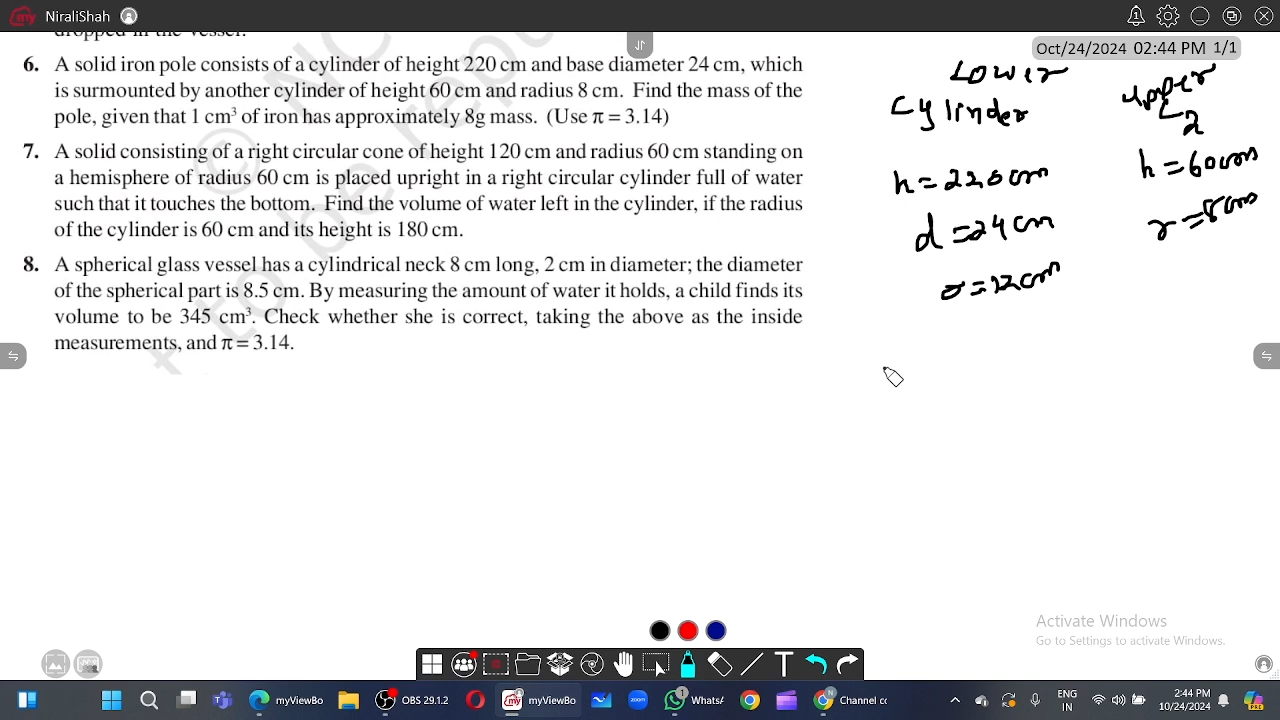 NiraliShah
dropped in the vessel.
Oct/24/2024 02:44 PM 1/1
6. A solid iron pole consists of a cylinder of height 220 cm and base diameter 24 cm, which
is surmounted by another cylinder of height 60 cm and radius 8 cm. Find the mass of the
pole, given that 1 cm³ of iron has approximately 8g mass. (Use π = 3.14)
7. A solid consisting of a right circular cone of height 120 cm and radius 60 cm standing on
a hemisphere of radius 60 cm is placed upright in a right circular cylinder full of water
such that it touches the bottom. Find the volume of water left in the cylinder, if the radius
of the cylinder is 60 cm and its height is 180 cm.
8. A spherical glass vessel has a cylindrical neck 8 cm long, 2 cm in diameter; the diameter
of the spherical part is 8.5 cm. By measuring the amount of water it holds, a child finds its
volume to be 345 cm³. Check whether she is correct, taking the above as the inside
measurements, and π = 3.14.
Lower
Cylinder
h = 220 cm
d = 24 cm
r = 12 cm
upper
2
h = 60 cm
r = 8 cm
© NC
t to be repu
Activate Windows
Go to Settings to activate Windows.
myViewBo
OBS 29.12
myViewBo
zoom
WhatsA
Channel cc
ENG
IN
2:44 PM
10/24/2024